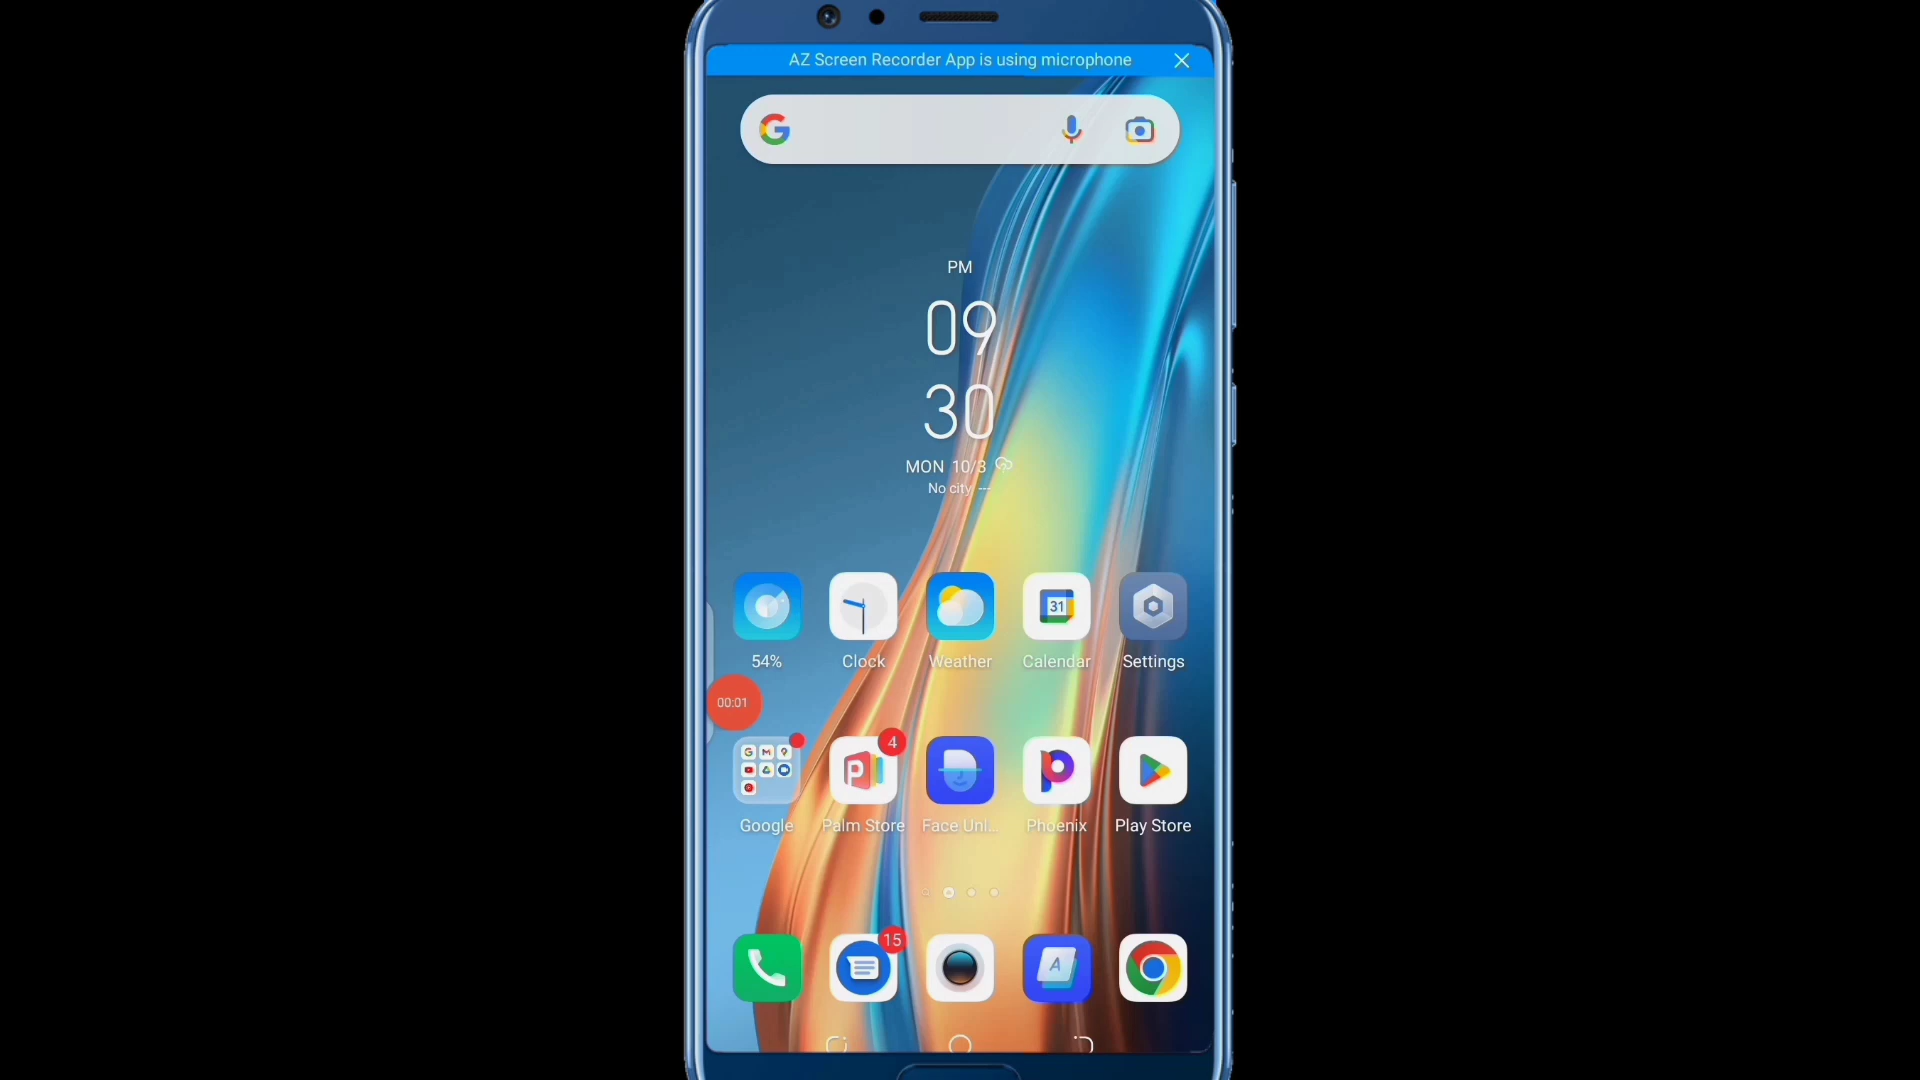 AZ Screen Recorder App is using microphone
PM
09
30
MON 10/3
No city ---
31
54%
Clock
Weather
Calendar
Settings
00:01
4
Google
Palm Store
Face Unl...
Phoenix
Play Store
15
A